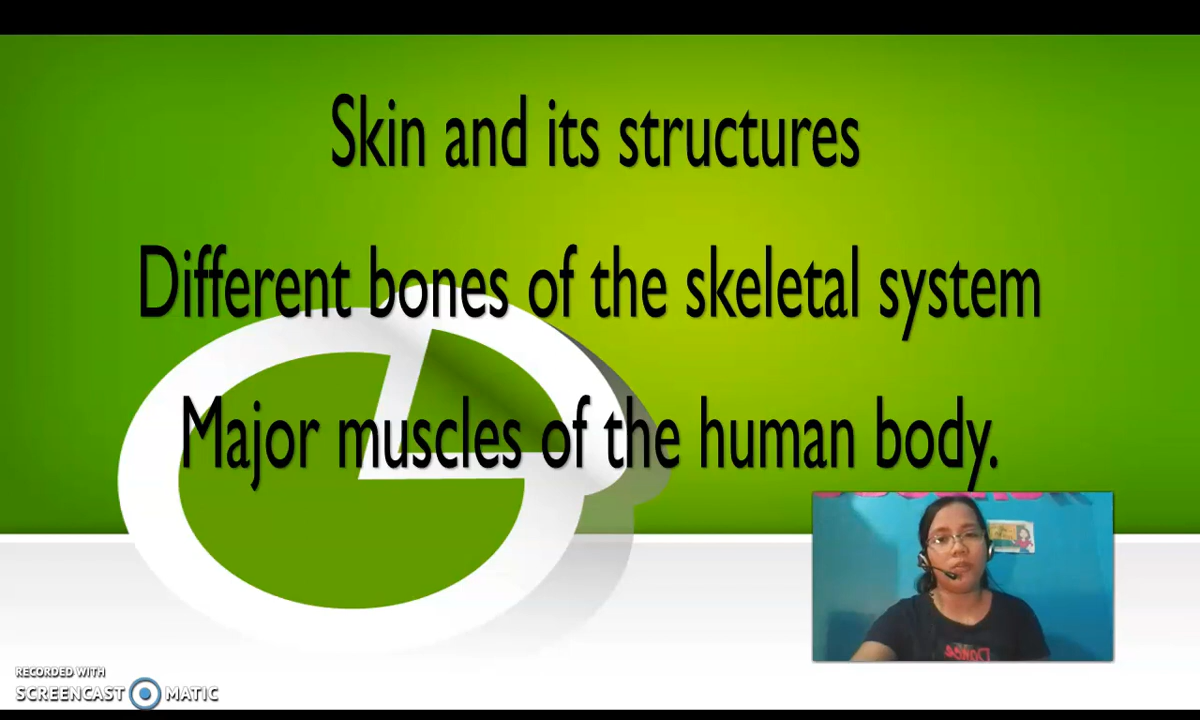 Skin and its structures
Different bones of the skeletal system
Major muscles of the human body.
RECORDED WITH
SCREENCAST MATIC